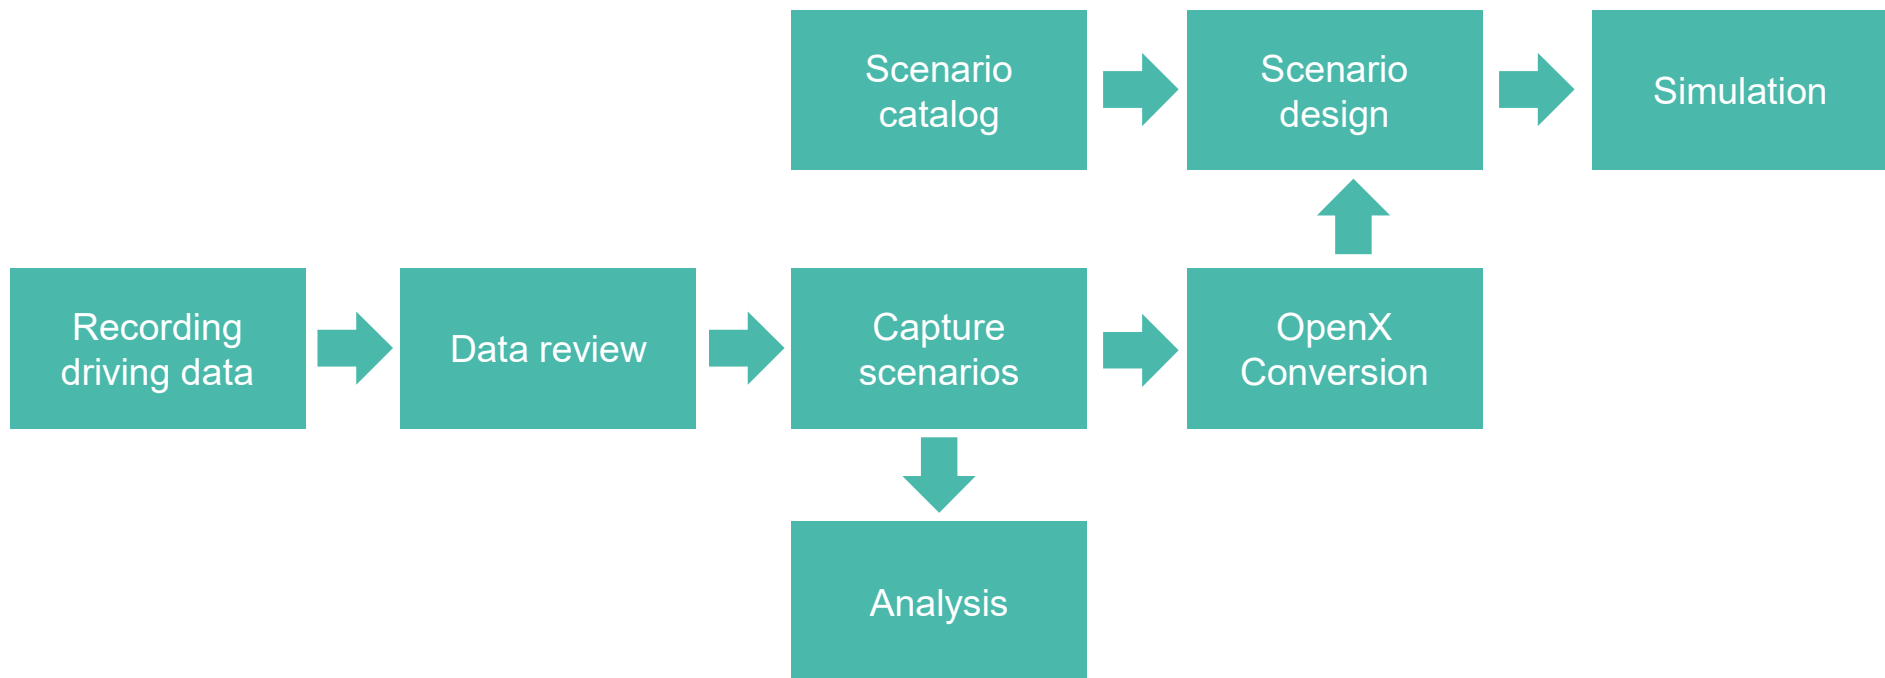 Scenario
catalog
Scenario
design
Simulation
Recording
driving data
Data review
Capture
scenarios
OpenX
Conversion
Analysis